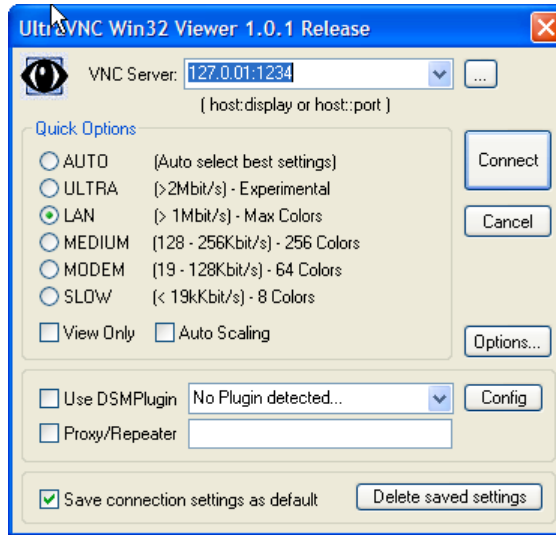 UltraVNC Win32 Viewer 1.0.1 Release
VNC Server: 127.0.01:1234 ...
( host:display or host::port )
Quick Options
AUTO (Auto select best settings)
ULTRA (>2Mbit/s) - Experimental
LAN (> 1Mbit/s) - Max Colors
MEDIUM (128 - 256Kbit/s) - 256 Colors
MODEM (19 - 128Kbit/s) - 64 Colors
SLOW (< 19kKbit/s) - 8 Colors
View Only Auto Scaling
Connect
Cancel
Options...
Use DSMPlugin No Plugin detected... Config
Proxy/Repeater
Save connection settings as default Delete saved settings